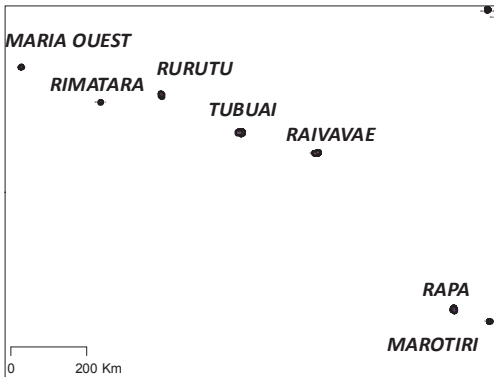 MARIA OUEST
RIMATARA
RURUTU
TUBUAI
RAIVAVAE
RAPA
MAROTIRI
0 200 Km